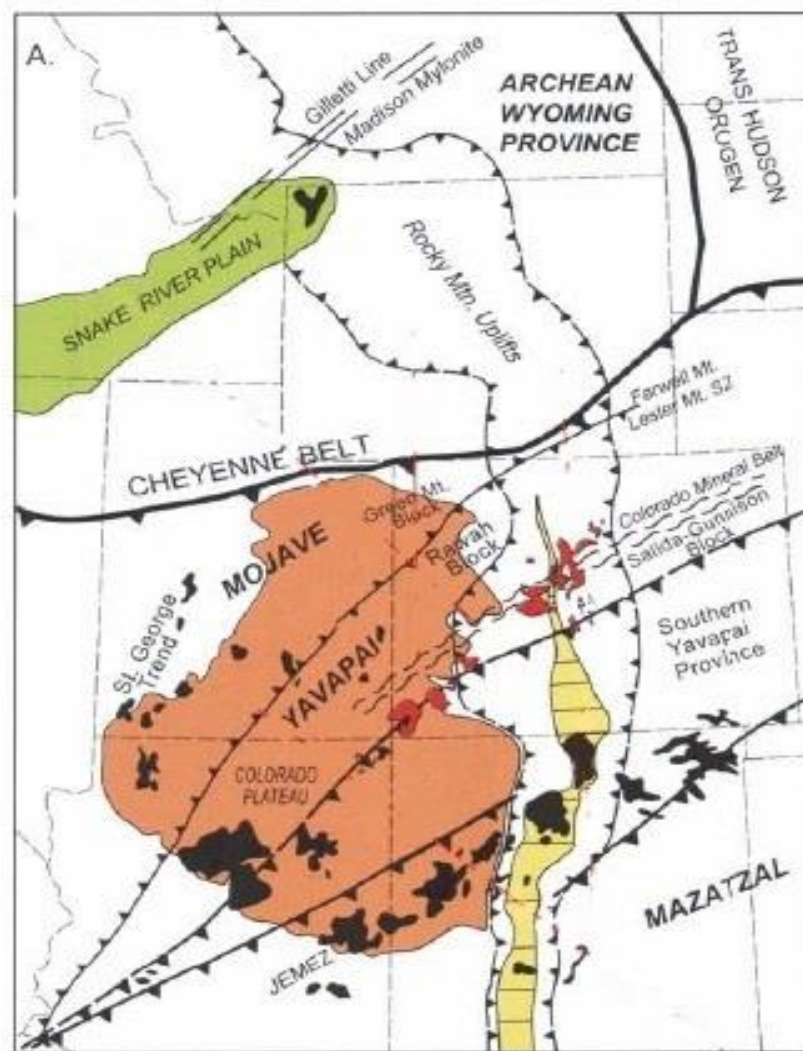 A.
Gilletti Line
Madison Mylonite
ARCHEAN
WYOMING
PROVINCE
TRANS/ HUDSON
ORUGEN
SNAKE RIVER PLAIN
Rocky Mtn. Uplifts
Farwell Mt.
Lester Mt. SZ
CHEYENNE BELT
Green Mt.
Block
Rawah
Block
Colorado Mineral Belt
Salida-Gunnison
Block
MOJAVE
St. George
Trend
YAVAPAI
Southern
Yavapai
Province
COLORADO
PLATEAU
MAZATZAL
JEMEZ